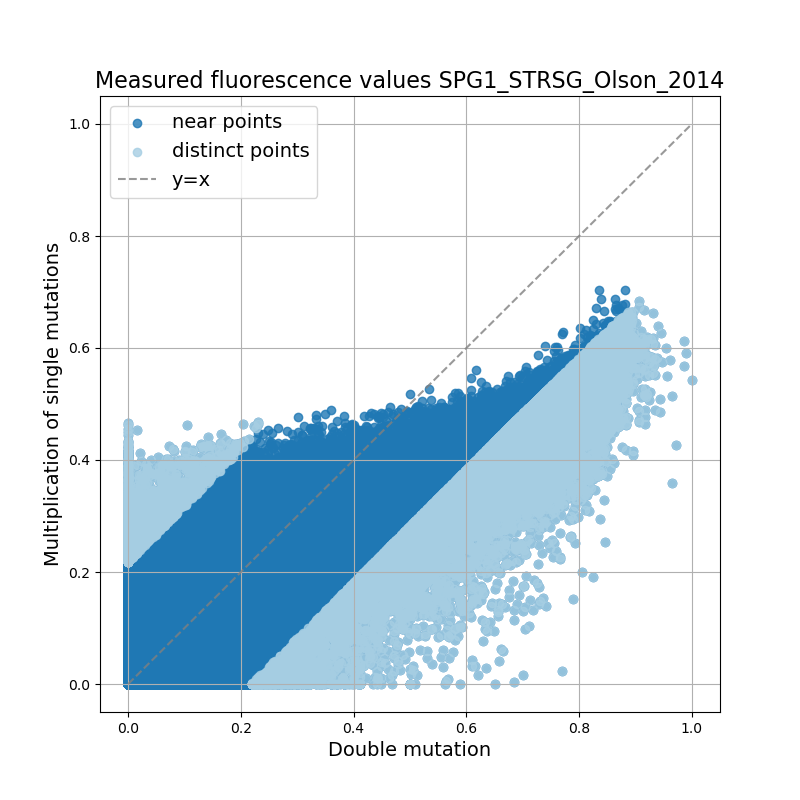 Measured fluorescence values SPG1_STRSG_Olson_2014
near points
distinct points
y=x
Multiplication of single mutations
1.0
0.8
0.6
0.4
0.2
0.0
0.0 0.2 0.4 0.6 0.8 1.0
Double mutation